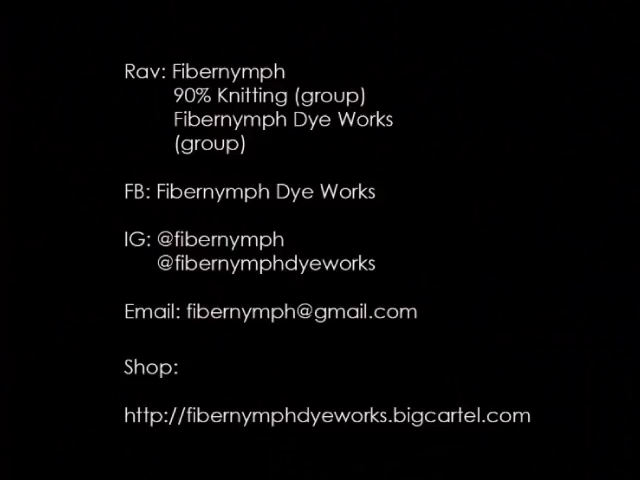 Rav: Fibernymph
90% Knitting (group)
Fibernymph Dye Works
(group)
FB: Fibernymph Dye Works
IG: @fibernymph
@fibernymphdyeworks
Email: fibernymph@gmail.com
Shop:
http://fibernymphdyeworks.bigcartel.com